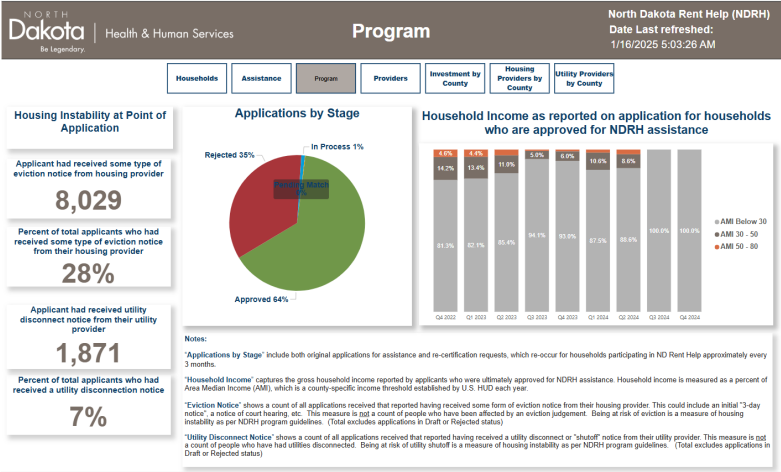 NORTH
Dakota
Be Legendary.
Health & Human Services
Program
North Dakota Rent Help (NDRH)
Date Last refreshed:
1/16/2025 5:03:26 AM
Households
Assistance
Program
Providers
Investment by
County
Housing
Providers by
County
Utility Providers
by County
Housing Instability at Point of
Application
Applicant had received some type of
eviction notice from housing provider
8,029
Percent of total applicants who had
received some type of eviction notice
from their housing provider
28%
Applicant had received utility
disconnect notice from their utility
provider
1,871
Percent of total applicants who had
received a utility disconnection notice
7%
Applications by Stage
In Process 1%
Rejected 35%
Pending Match
Approved 64%
Household Income as reported on application for households
who are approved for NDRH assistance
4.6% 4.4% 5.0% 6.0% 10.6% 8.6%
14.2% 13.4% 11.0%
81.3% 82.1% 85.4% 94.1% 93.0% 87.5% 88.6% 100.0% 100.0%
Q4 2022 Q1 2023 Q2 2023 Q3 2023 Q4 2023 Q1 2024 Q2 2024 Q3 2024 Q4 2024
AMI Below 30
AMI 30 - 50
AMI 50 - 80
Notes:
"Applications by Stage" include both original applications for assistance and re-certification requests, which re-occur for households participating in ND Rent Help approximately every
3 months.
"Household Income" captures the gross household income reported by applicants who were ultimately approved for NDRH assistance. Household income is measured as a percent of
Area Median Income (AMI), which is a county-specific income threshold established by U.S. HUD each year.
"Eviction Notice" shows a count of all applications received that reported having received some form of eviction notice from their housing provider. This could include an initial "3-day
notice", a notice of court hearing, etc. This measure is not a count of people who have been affected by an eviction judgement. Being at risk of eviction is a measure of housing
instability as per NDRH program guidelines. (Total excludes applications in Draft or Rejected status)
"Utility Disconnect Notice" shows a count of all applications received that reported having received a utility disconnect or "shutoff" notice from their utility provider. This measure is not
a count of people who have had utilities disconnected. Being at risk of utility shutoff is a measure of housing instability as per NDRH program guidelines. (Total excludes applications in
Draft or Rejected status)